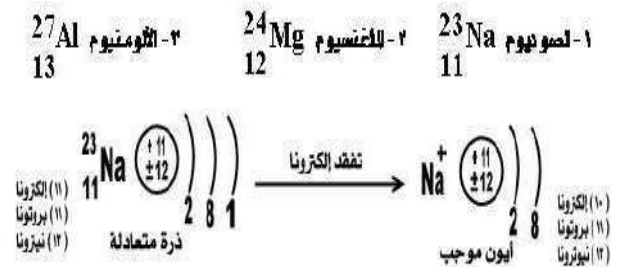 ١- الصوديوم 23 Na 11 ٢- الماغنسيوم 24 Mg 12 ٣- الألومنيوم 27 Al 13
23 Na 11 +11 ±12 2 8 1
(١١) إلكترونا
(١١) بروتونا
(١٢) نيزونا
ذرة متعادلة
تفقد إلكترونا
Na+ +11 ±12 2 8
(١٠) إلكترونا
(١١) بروتونا
(١٢) نيوترونا
أيون موجب